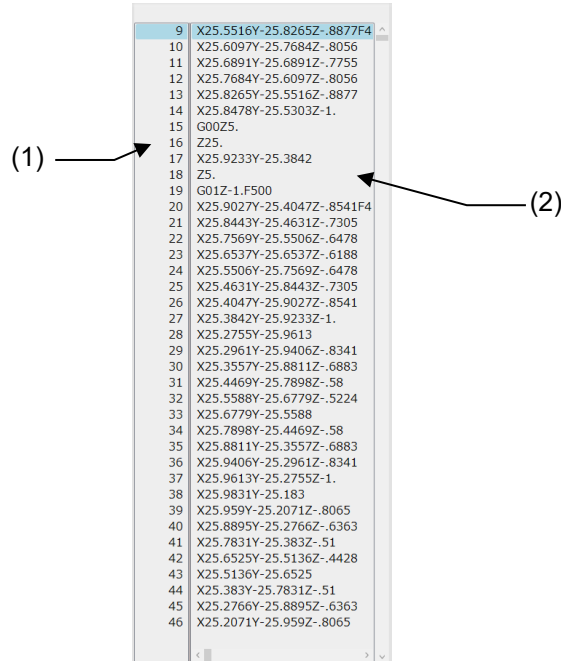 9 X25.5516Y-25.8265Z-.8877F4
10 X25.6097Y-25.7684Z-.8056
11 X25.6891Y-25.6891Z-.7755
12 X25.7684Y-25.6097Z-.8056
13 X25.8265Y-25.5516Z-.8877
14 X25.8478Y-25.5303Z-1.
15 G00Z5.
16 Z25.
17 X25.9233Y-25.3842
18 Z5.
19 G01Z-1.F500
20 X25.9027Y-25.4047Z-.8541F4
21 X25.8443Y-25.4631Z-.7305
22 X25.7569Y-25.5506Z-.6478
23 X25.6537Y-25.6537Z-.6188
24 X25.5506Y-25.7569Z-.6478
25 X25.4631Y-25.8443Z-.7305
26 X25.4047Y-25.9027Z-.8541
27 X25.3842Y-25.9233Z-1.
28 X25.2755Y-25.9613
29 X25.2961Y-25.9406Z-.8341
30 X25.3557Y-25.8811Z-.6883
31 X25.4469Y-25.7898Z-.58
32 X25.5588Y-25.6779Z-.5224
33 X25.6779Y-25.5588
34 X25.7898Y-25.4469Z-.58
35 X25.8811Y-25.3557Z-.6883
36 X25.9406Y-25.2961Z-.8341
37 X25.9613Y-25.2755Z-1.
38 X25.9831Y-25.183
39 X25.959Y-25.2071Z-.8065
40 X25.8895Y-25.2766Z-.6363
41 X25.7831Y-25.383Z-.51
42 X25.6525Y-25.5136Z-.4428
43 X25.5136Y-25.6525
44 X25.383Y-25.7831Z-.51
45 X25.2766Y-25.8895Z-.6363
46 X25.2071Y-25.959Z-.8065
(1)
(2)